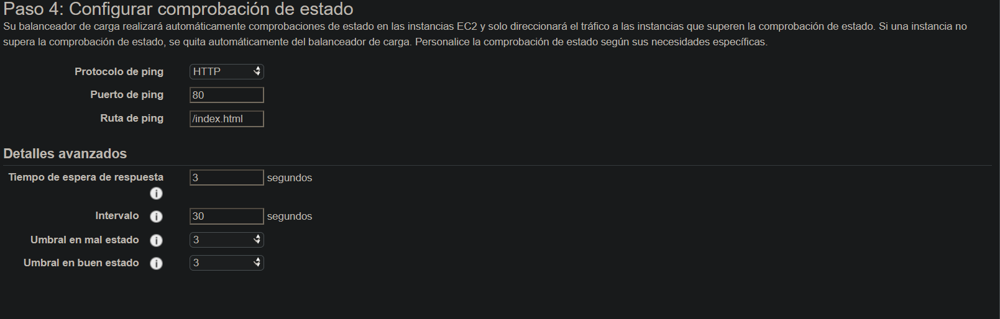 Paso 4: Configurar comprobación de estado
Su balanceador de carga realizará automáticamente comprobaciones de estado en las instancias EC2 y solo direccionará el tráfico a las instancias que superen la comprobación de estado. Si una instancia no
supera la comprobación de estado, se quita automáticamente del balanceador de carga. Personalice la comprobación de estado según sus necesidades específicas.
Protocolo de ping HTTP
Puerto de ping 80
Ruta de ping /index.html
Detalles avanzados
Tiempo de espera de respuesta 3 segundos
i
Intervalo i 30 segundos
Umbral en mal estado i 3
Umbral en buen estado i 3